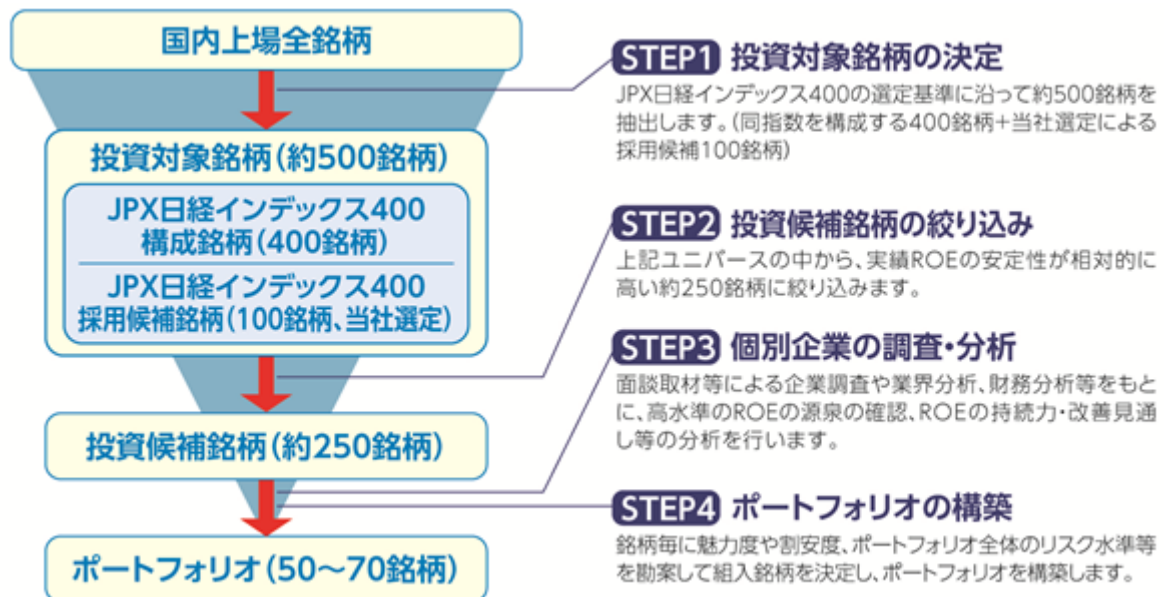 国内上場全銘柄
投資対象銘柄(約500銘柄)
JPX日経インデックス400
構成銘柄(400銘柄)
JPX日経インデックス400
採用候補銘柄(100銘柄、当社選定)
投資候補銘柄(約250銘柄)
ポートフォリオ(50〜70銘柄)
STEP1 投資対象銘柄の決定
JPX日経インデックス400の選定基準に沿って約500銘柄を
抽出します。(同指数を構成する400銘柄+当社選定による
採用候補100銘柄)
STEP2 投資候補銘柄の絞り込み
上記ユニバースの中から、実績ROEの安定性が相対的に
高い約250銘柄に絞り込みます。
STEP3 個別企業の調査・分析
面談取材等による企業調査や業界分析、財務分析等をもと
に、高水準のROEの源泉の確認、ROEの持続力・改善見通
し等の分析を行います。
STEP4 ポートフォリオの構築
銘柄毎に魅力度や割安度、ポートフォリオ全体のリスク水準等
を勘案して組入銘柄を決定し、ポートフォリオを構築します。